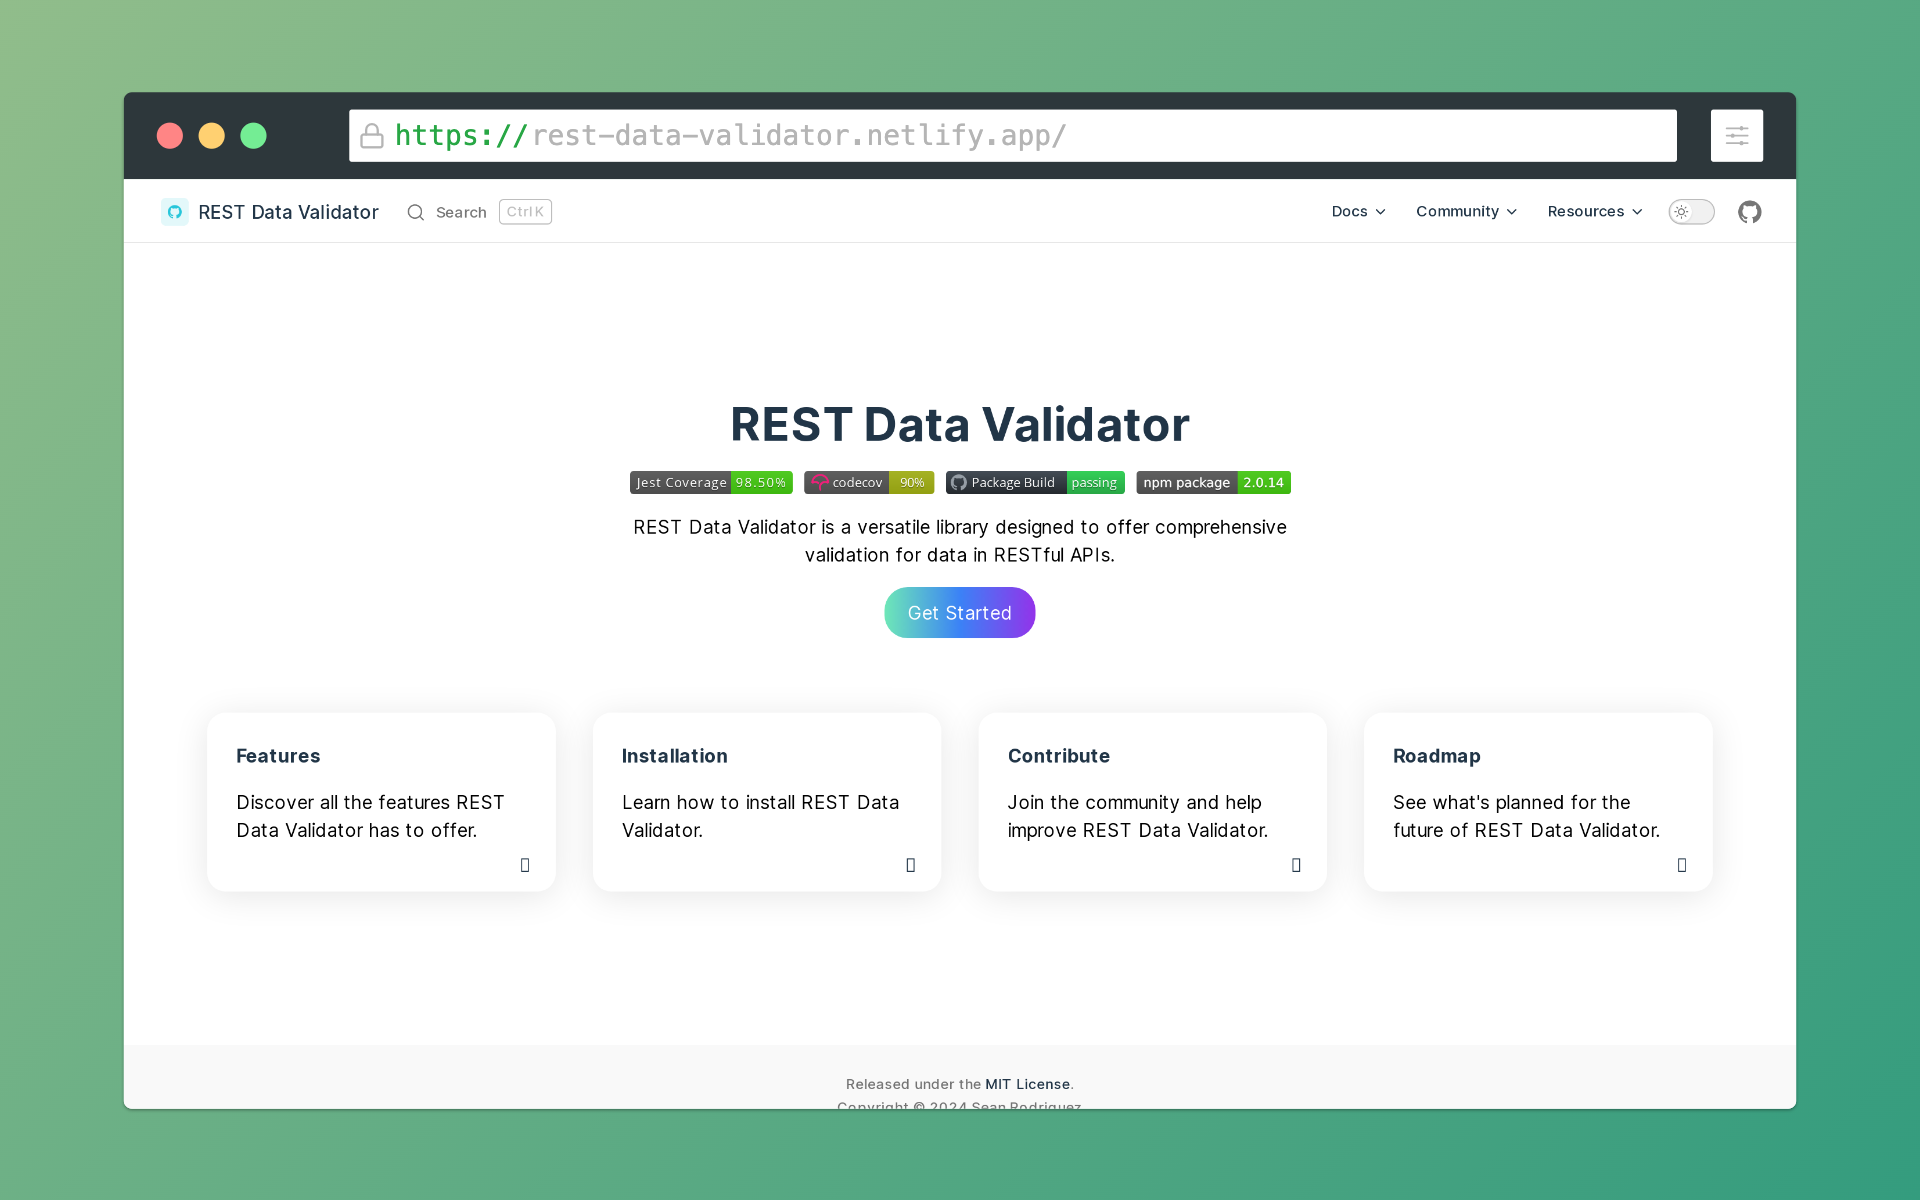 https://rest-data-validator.netlify.app/
REST Data Validator
Search
Ctrl K
Docs
Community
Resources
REST Data Validator
Jest Coverage 98.50%
codecov 90%
Package Build passing
npm package 2.0.14
REST Data Validator is a versatile library designed to offer comprehensive
validation for data in RESTful APIs.
Get Started
Features
Discover all the features REST
Data Validator has to offer.
Installation
Learn how to install REST Data
Validator.
Contribute
Join the community and help
improve REST Data Validator.
Roadmap
See what's planned for the
future of REST Data Validator.
Released under the MIT License.
Copyright © 2024 Sean Rodriguez